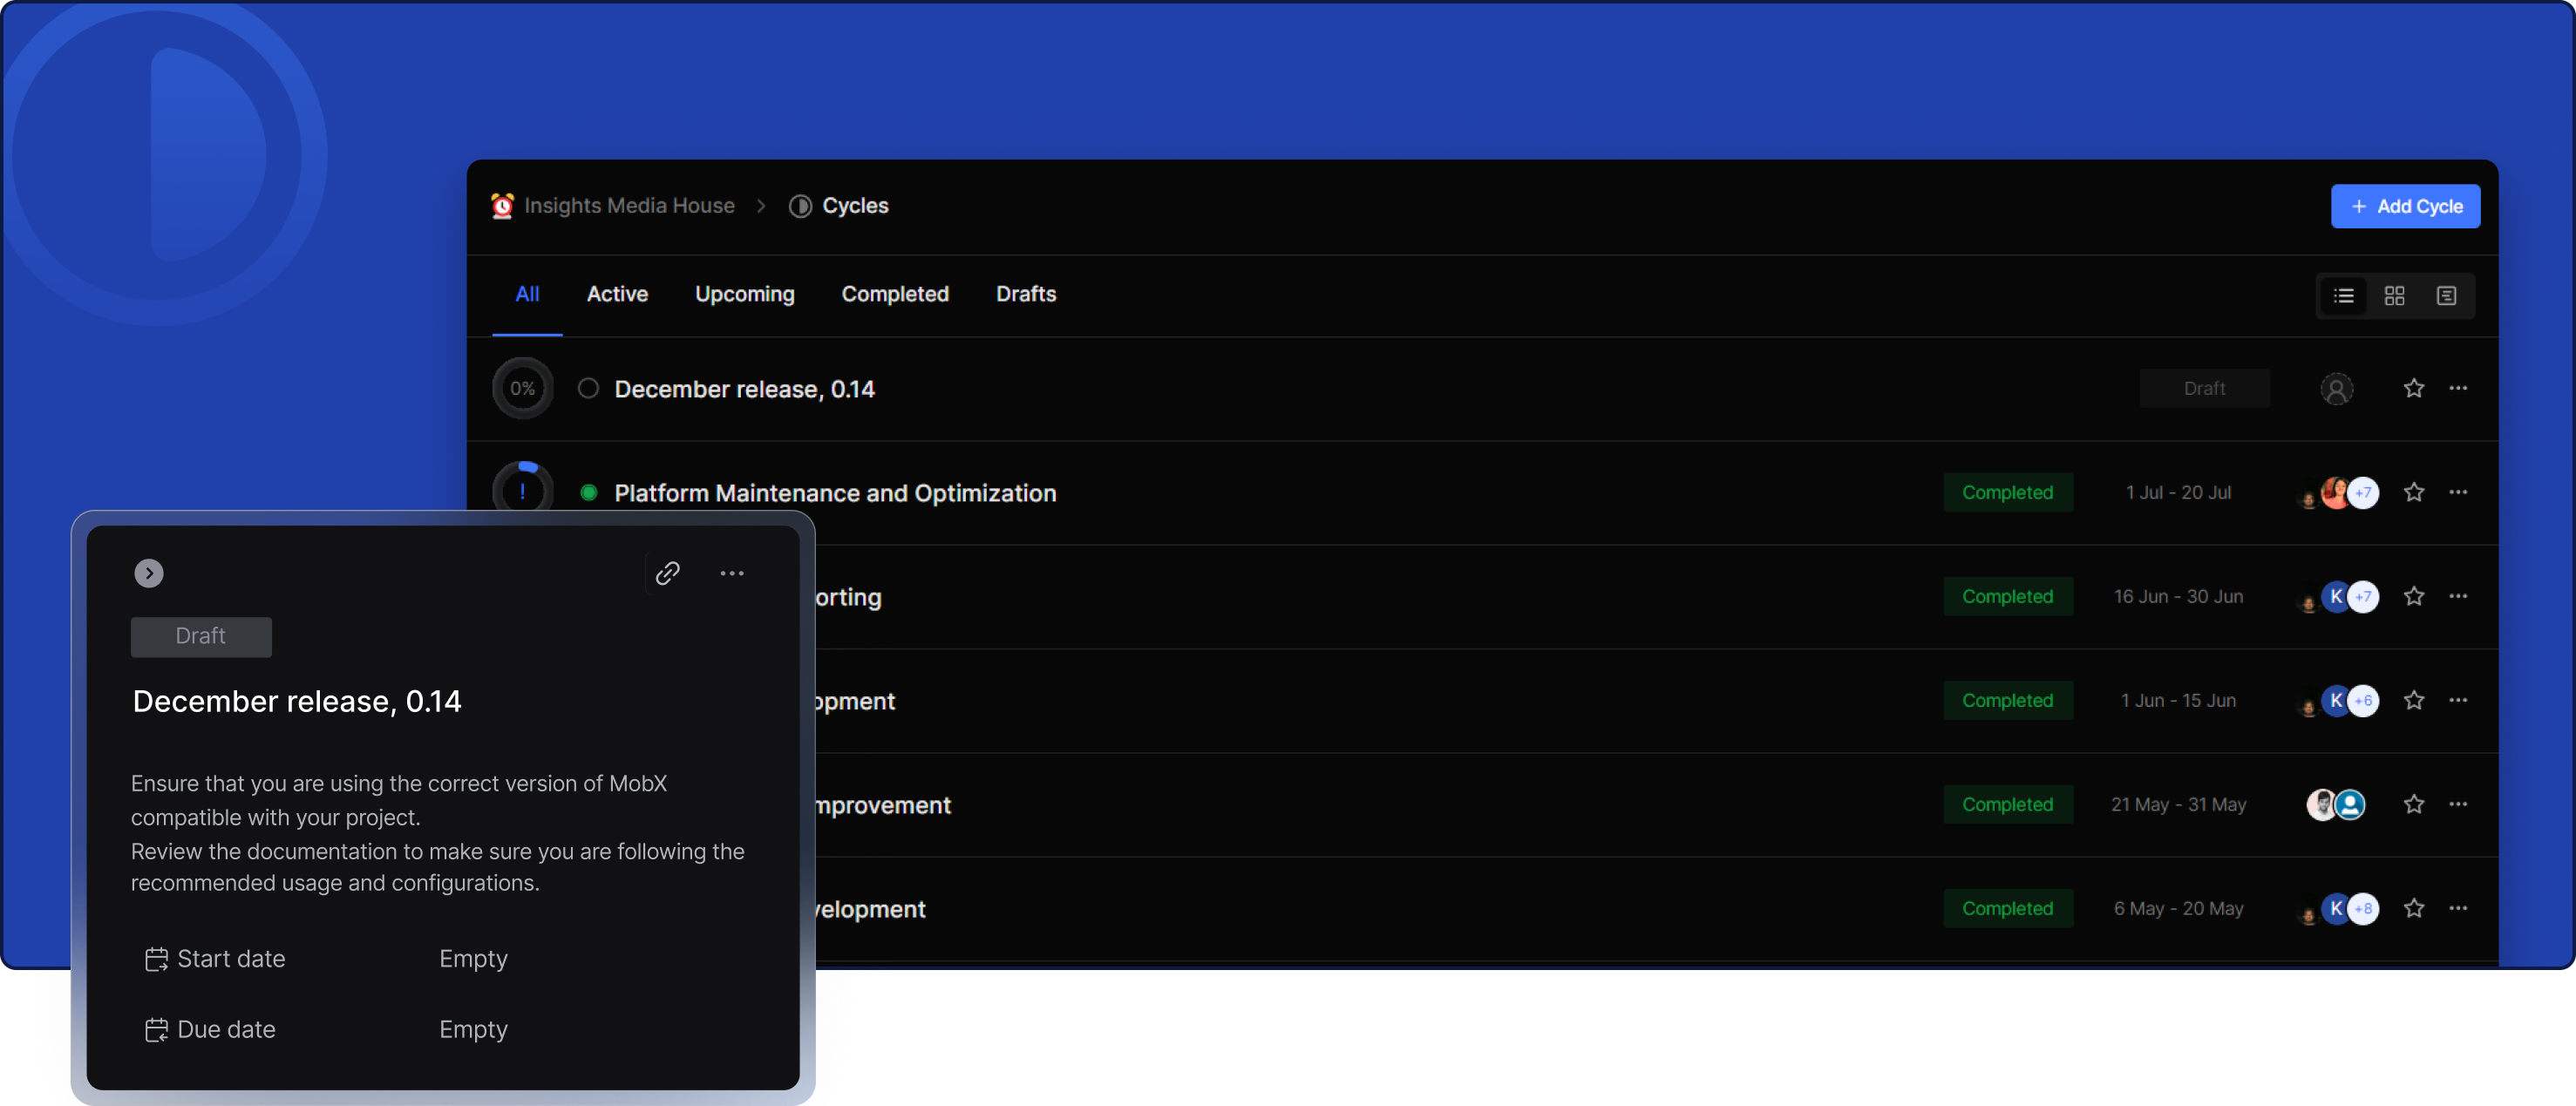 Insights Media House
Cycles
+ Add Cycle
All Active Upcoming Completed Drafts
0% December release, 0.14 Draft
! Platform Maintenance and Optimization Completed 1 Jul - 20 Jul +7
orting Completed 16 Jun - 30 Jun K +7
opment Completed 1 Jun - 15 Jun K +6
mprovement Completed 21 May - 31 May
velopment Completed 6 May - 20 May K +8
Draft
December release, 0.14
Ensure that you are using the correct version of MobX
compatible with your project.
Review the documentation to make sure you are following the
recommended usage and configurations.
Start date Empty
Due date Empty